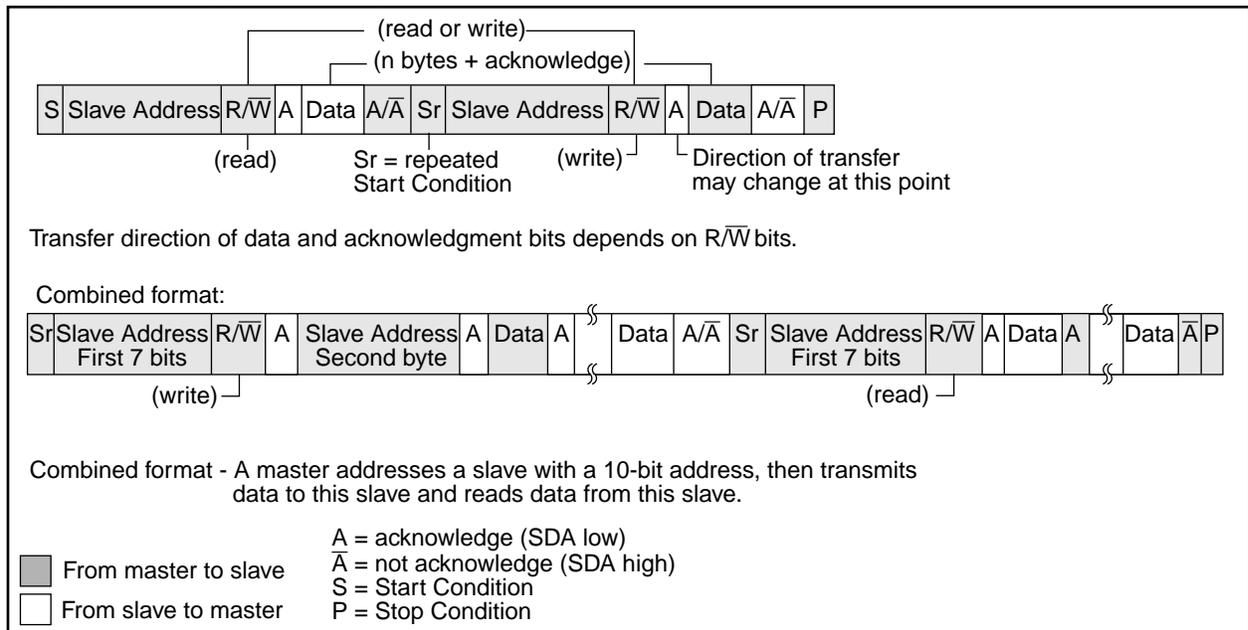 (read or write)
(n bytes + acknowledge)
S Slave Address R/W̅ A Data A/A̅ Sr Slave Address R/W̅ A Data A/A̅ P
(read) Sr = repeated (write) Direction of transfer
Start Condition may change at this point
Transfer direction of data and acknowledgment bits depends on R/W̅ bits.
Combined format:
Sr Slave Address R/W̅ A Slave Address A Data A Data A/A̅ Sr Slave Address R/W̅ A Data A Data A̅ P
First 7 bits Second byte First 7 bits
(write) (read)
Combined format - A master addresses a slave with a 10-bit address, then transmits
data to this slave and reads data from this slave.
A = acknowledge (SDA low)
A̅ = not acknowledge (SDA high)
From master to slave
S = Start Condition
From slave to master
P = Stop Condition